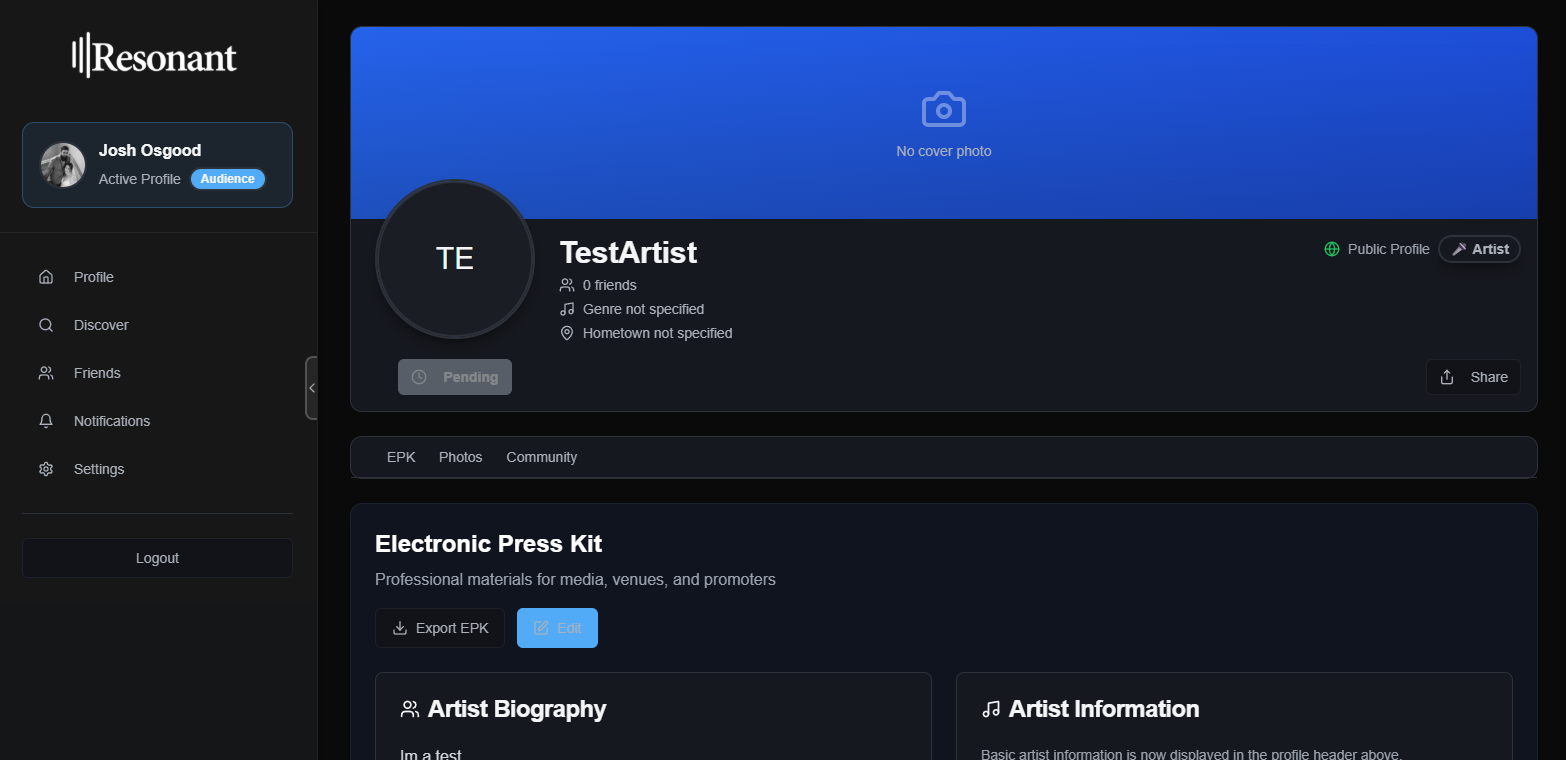 Resonant
Josh Osgood
Active Profile Audience
Profile
Discover
Friends
Notifications
Settings
Logout
No cover photo
TE
TestArtist
0 friends
Genre not specified
Hometown not specified
Public Profile Artist
Pending
Share
EPK Photos Community
Electronic Press Kit
Professional materials for media, venues, and promoters
Export EPK Edit
Artist Biography
Im a test
Artist Information
Basic artist information is now displayed in the profile header above.